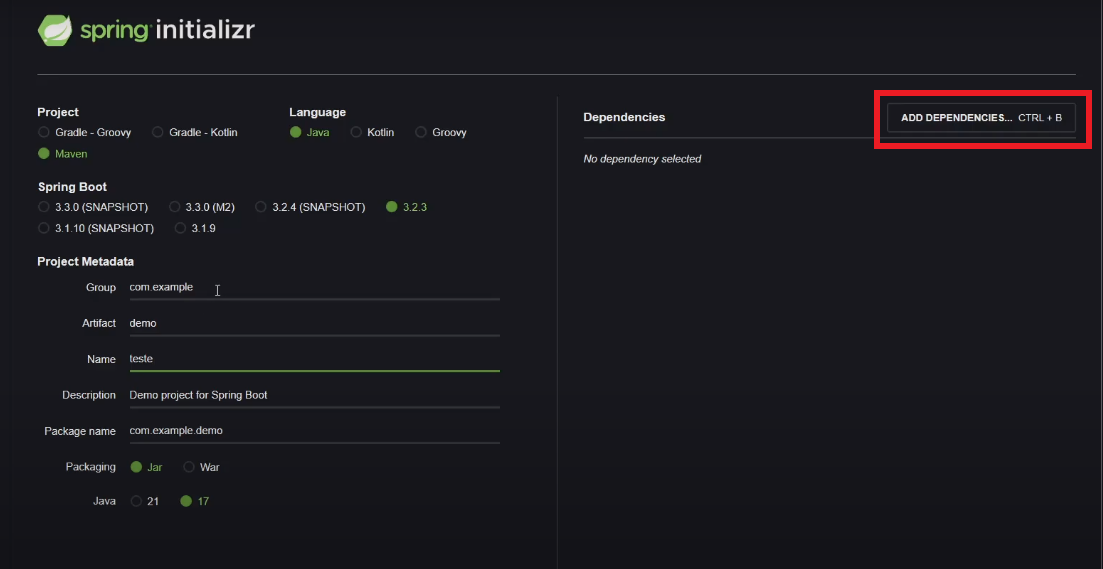 spring initializr
Project
Gradle - Groovy Gradle - Kotlin
Maven
Language
Java Kotlin Groovy
Spring Boot
3.3.0 (SNAPSHOT) 3.3.0 (M2) 3.2.4 (SNAPSHOT) 3.2.3
3.1.10 (SNAPSHOT) 3.1.9
Project Metadata
Group com.example
Artifact demo
Name teste
Description Demo project for Spring Boot
Package name com.example.demo
Packaging Jar War
Java 21 17
Dependencies
ADD DEPENDENCIES... CTRL + B
No dependency selected